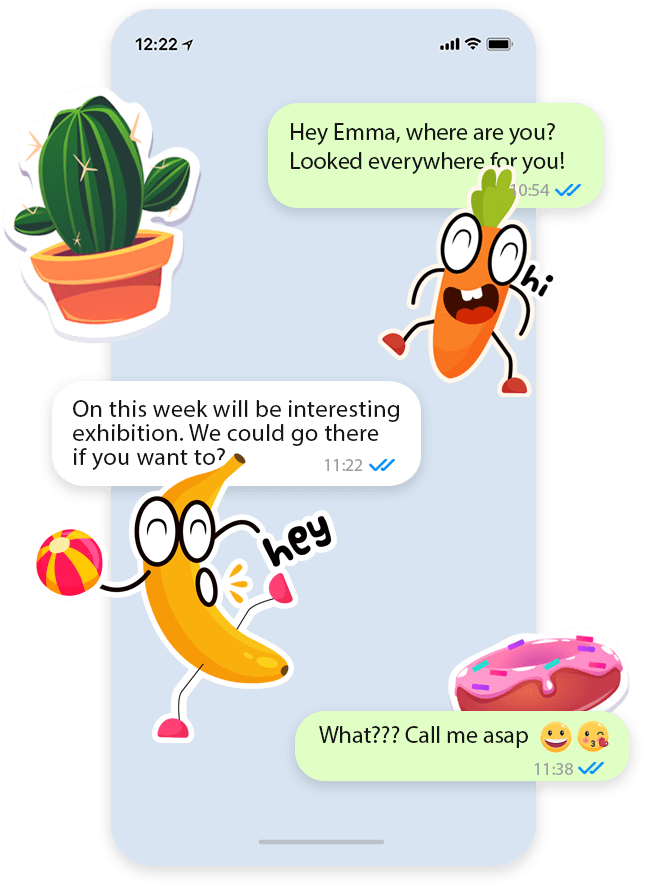 12:22
Hey Emma, where are you?
Looked everywhere for you!
10:54
hi
On this week will be interesting
exhibition. We could go there
if you want to?
11:22
hey
What??? Call me asap
11:38